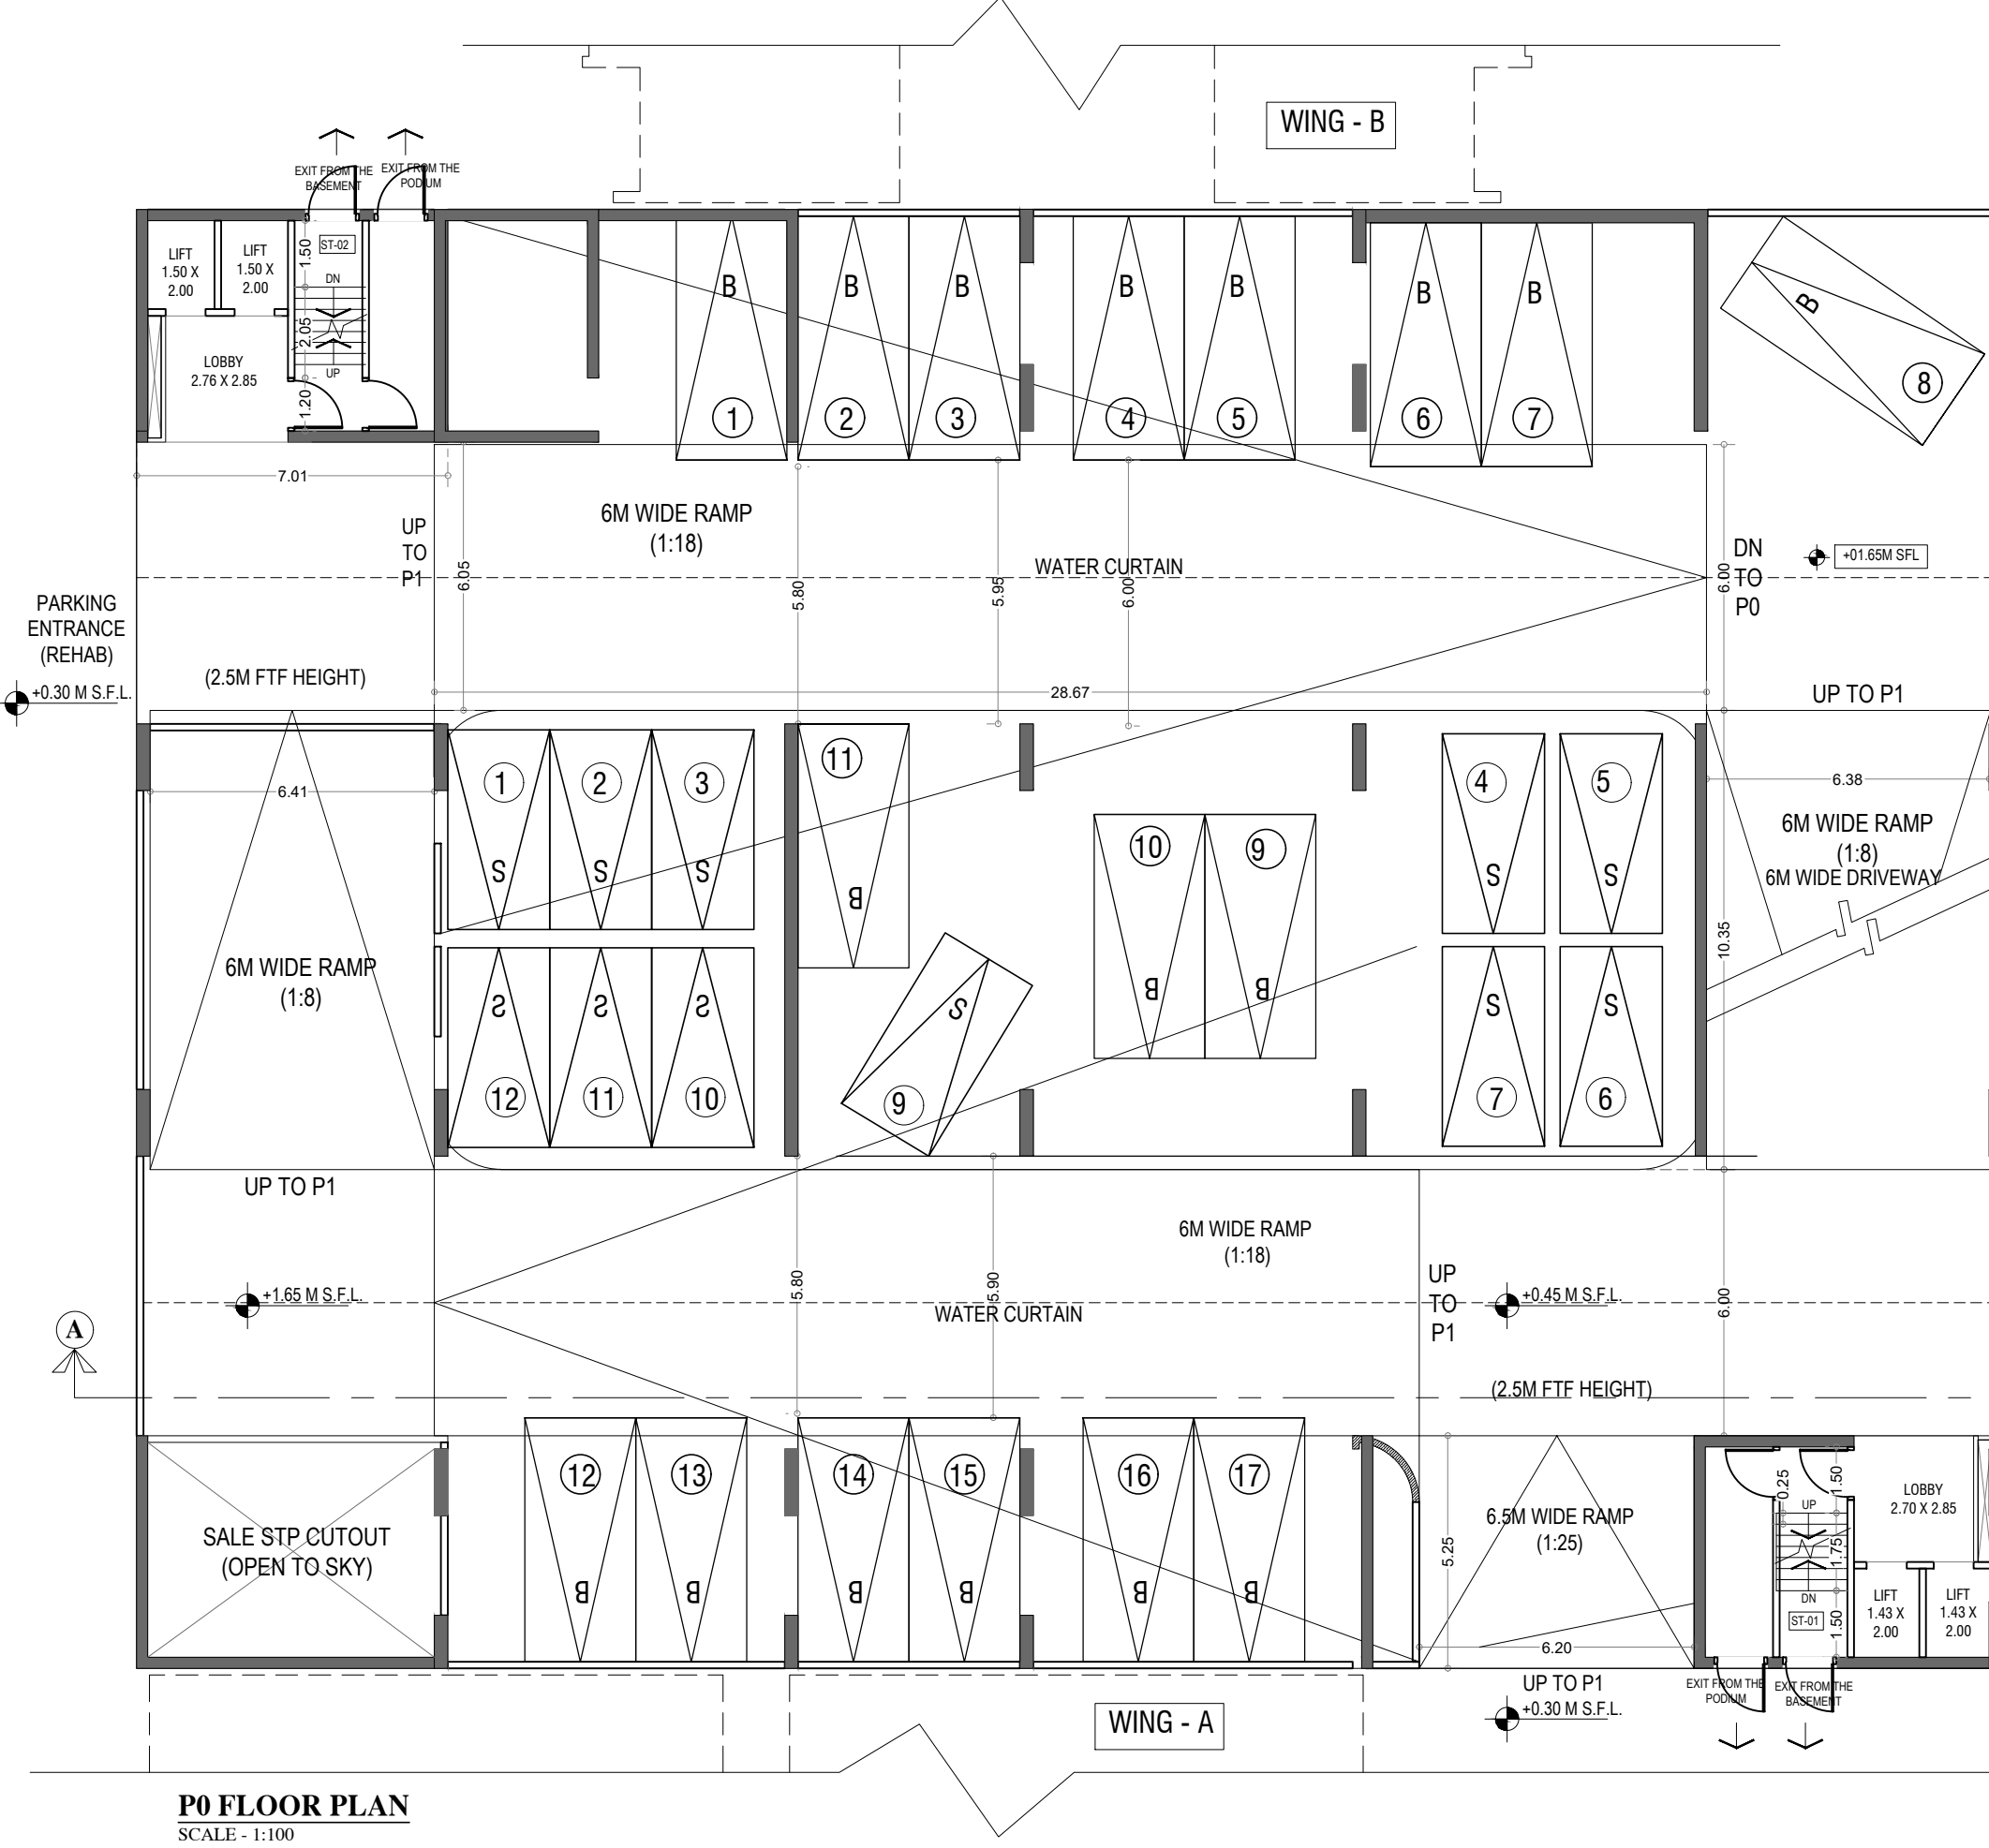 WING - B
EXIT FROM THE
BASEMENT
EXIT FROM THE
PODIUM
LIFT
1.50 X
2.00
LIFT
1.50 X
2.00
ST-02
1.50
DN
2.05
UP
1.20
LOBBY
2.76 X 2.85
B
B
B
B
B
B
B
B
1
2
3
4
5
6
7
8
7.01
UP
TO
P1
6.05
6M WIDE RAMP
(1:18)
5.80
5.95
6.00
WATER CURTAIN
DN
TO
P0
6.00
+01.65M SFL
PARKING
ENTRANCE
(REHAB)
+0.30 M S.F.L.
(2.5M FTF HEIGHT)
28.67
UP TO P1
6.41
1
2
3
11
4
5
6.38
6M WIDE RAMP
(1:8)
6M WIDE DRIVEWAY
10
9
S
S
S
B
S
S
10.35
6M WIDE RAMP
(1:8)
S
S
S
S
B
B
S
S
12
11
10
9
7
6
UP TO P1
6M WIDE RAMP
(1:18)
5.80
5.90
+1.65 M S.F.L.
WATER CURTAIN
UP
TO
P1
+0.45 M S.F.L.
6.00
A
(2.5M FTF HEIGHT)
12
13
14
15
16
17
B
B
B
B
B
B
SALE STP CUTOUT
(OPEN TO SKY)
5.25
6.5M WIDE RAMP
(1:25)
6.20
0.25
1.50
UP
1.75
DN
ST-01
1.50
LOBBY
2.70 X 2.85
LIFT
1.43 X
2.00
LIFT
1.43 X
2.00
EXIT FROM THE
PODIUM
EXIT FROM THE
BASEMENT
UP TO P1
+0.30 M S.F.L.
WING - A
P0 FLOOR PLAN
SCALE - 1:100